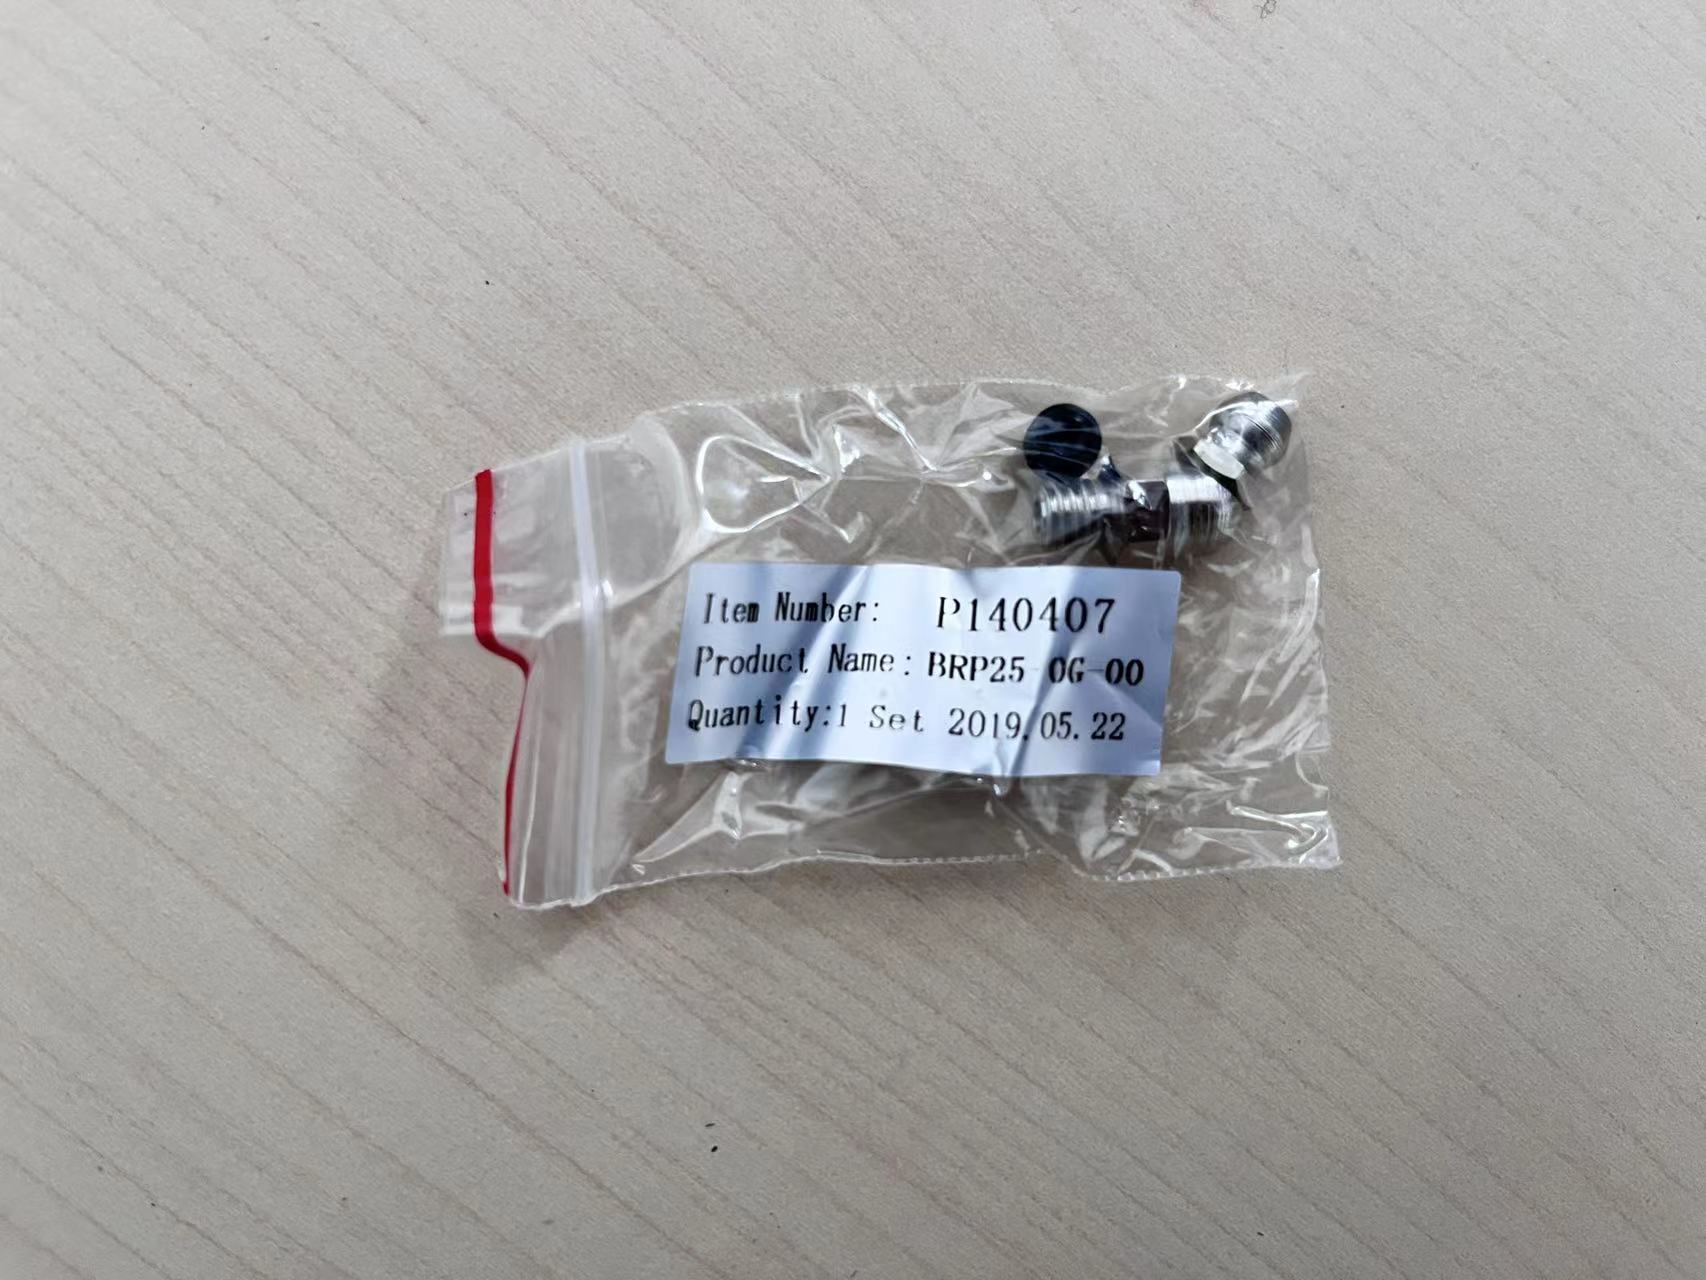 Item Number: P140407
Product Name: BRP25-0G-00
Quantity:1 Set 2019.05.22